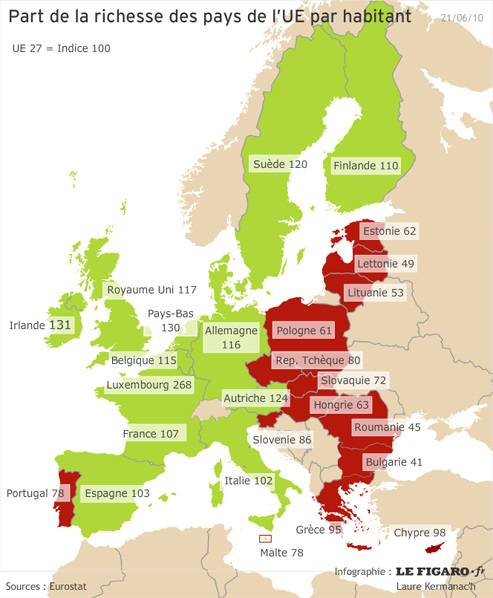 Part de la richesse des pays de l'UE par habitant
21/06/10
UE 27 = Indice 100
Suède 120
Finlande 110
Estonie 62
Lettonie 49
Lituanie 53
Royaume Uni 117
Pays-Bas
130
Irlande 131
Allemagne
116
Pologne 61
Belgique 115
Rep. Tchèque 80
Luxembourg 268
Slovaquie 72
Autriche 124
Hongrie 63
France 107
Roumanie 45
Slovenie 86
Bulgarie 41
Portugal 78
Espagne 103
Italie 102
Grèce 95
Chypre 98
Malte 78
Infographie : LE FIGARO·fr
Sources : Eurostat
Laure Kermanac'h